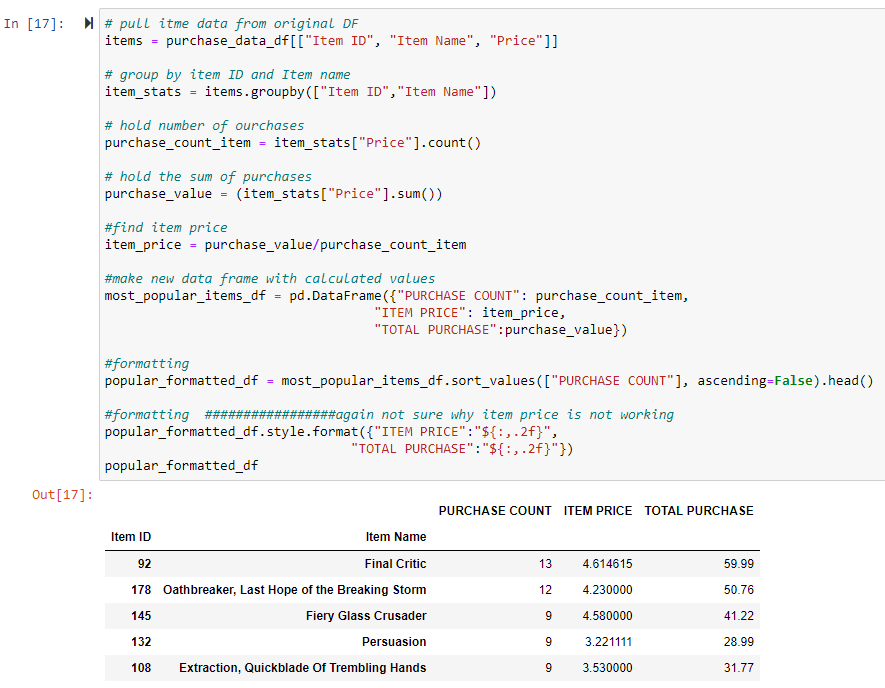 In [17]:
# pull itme data from original DF
items = purchase_data_df[["Item ID", "Item Name", "Price"]]
# group by item ID and Item name
item_stats = items.groupby(["Item ID","Item Name"])
# hold number of ourchases
purchase_count_item = item_stats["Price"].count()
# hold the sum of purchases
purchase_value = (item_stats["Price"].sum())
#find item price
item_price = purchase_value/purchase_count_item
#make new data frame with calculated values
most_popular_items_df = pd.DataFrame({"PURCHASE COUNT": purchase_count_item,
"ITEM PRICE": item_price,
"TOTAL PURCHASE":purchase_value})
#formatting
popular_formatted_df = most_popular_items_df.sort_values(["PURCHASE COUNT"], ascending=False).head()
#formatting  #################again not sure why item price is not working
popular_formatted_df.style.format({"ITEM PRICE":"${:,.2f}",
"TOTAL PURCHASE":"${:,.2f}"})
popular_formatted_df
Out[17]:
PURCHASE COUNT ITEM PRICE TOTAL PURCHASE
Item ID Item Name
92 Final Critic 13 4.614615 59.99
178 Oathbreaker, Last Hope of the Breaking Storm 12 4.230000 50.76
145 Fiery Glass Crusader 9 4.580000 41.22
132 Persuasion 9 3.221111 28.99
108 Extraction, Quickblade Of Trembling Hands 9 3.530000 31.77